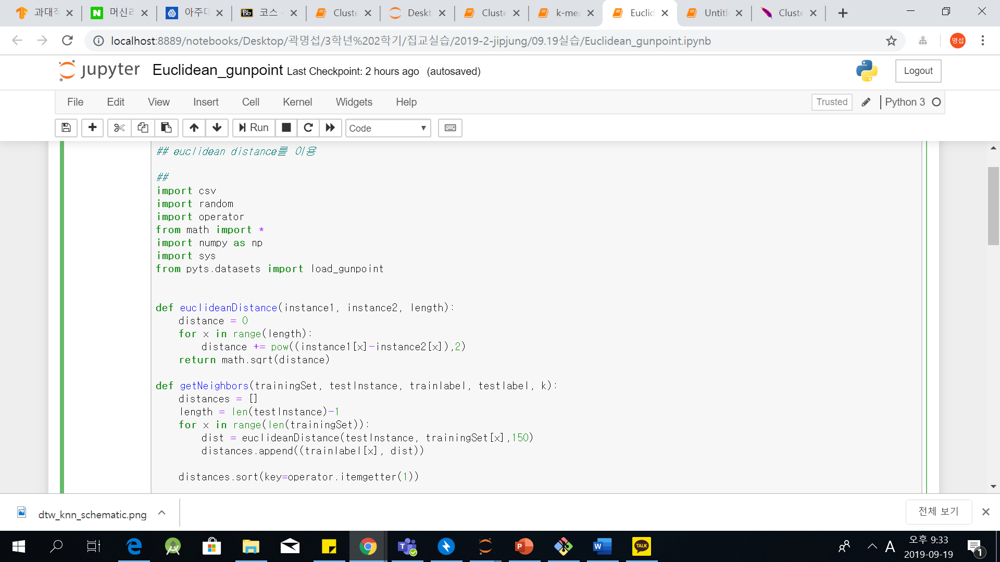 과대적
머신러
아주대
Bb 코스 -
Cluste
Deskt
Cluste
k-mea
Euclid
Untitl
Cluste
localhost:8889/notebooks/Desktop/곽명섭/3학년%202학기/집교실습/2019-2-jipjung/09.19실습/Euclidean_gunpoint.ipynb
명섭
jupyter Euclidean_gunpoint Last Checkpoint: 2 hours ago (autosaved)
Logout
File Edit View Insert Cell Kernel Widgets Help
Trusted Python 3
Run Code
## euclidean distance를 이용
##
import csv
import random
import operator
from math import *
import numpy as np
import sys
from pyts.datasets import load_gunpoint
def euclideanDistance(instance1, instance2, length):
    distance = 0
    for x in range(length):
        distance += pow((instance1[x]-instance2[x]),2)
    return math.sqrt(distance)
def getNeighbors(trainingSet, testInstance, trainlabel, testlabel, k):
    distances = []
    length = len(testInstance)-1
    for x in range(len(trainingSet)):
        dist = euclideanDistance(testInstance, trainingSet[x],150)
        distances.append((trainlabel[x], dist))
    distances.sort(key=operator.itemgetter(1))
dtw_knn_schematic.png
전체 보기
TALK
A
오후 9:33
2019-09-19
1